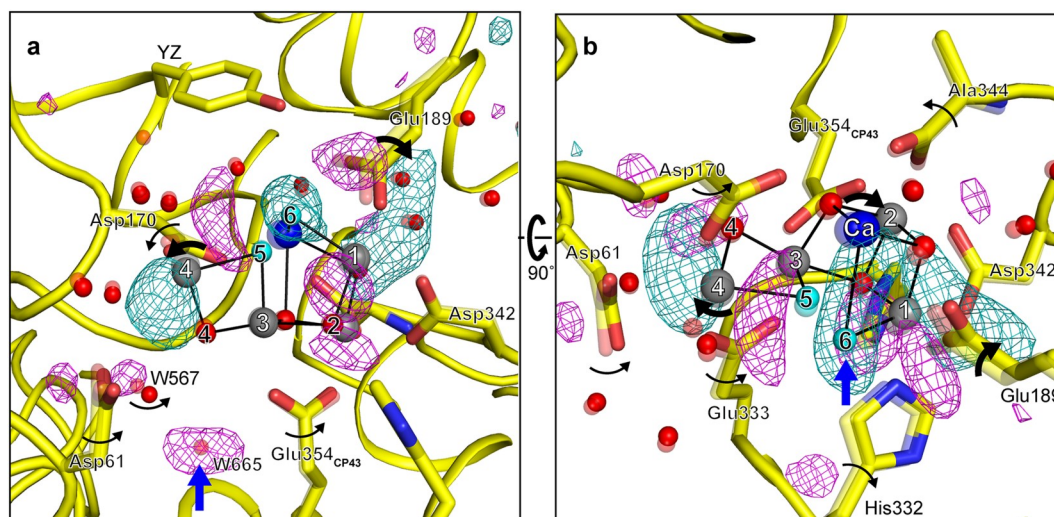 a
YZ
Glu189
6
Asp170
5
1
4
4
3
2
Asp342
W567
Asp61
W665
Glu354CP43
90°
b
Ala344
Glu354CP43
Asp170
4
2
Ca
Asp61
3
Asp342
4
5
1
6
Glu189
Glu333
His332